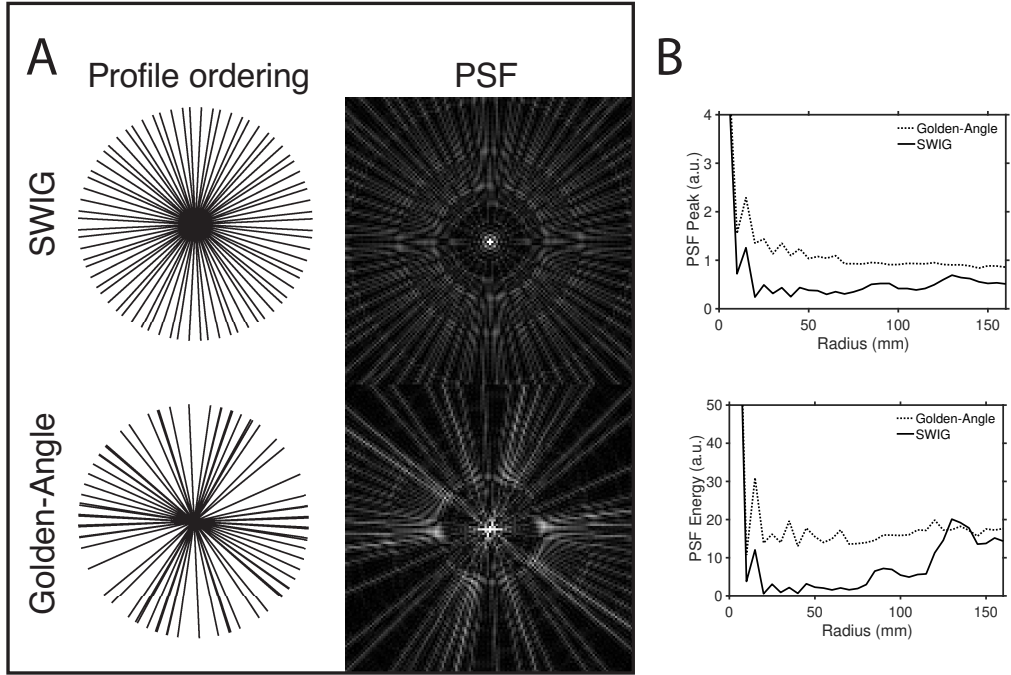 A
Profile ordering
PSF
SWIG
Golden-Angle
B
PSF Peak (a.u.)
4
3
2
1
0
Golden-Angle
SWIG
0 50 100 150
Radius (mm)
PSF Energy (a.u.)
50
40
30
20
10
0
Golden-Angle
SWIG
0 50 100 150
Radius (mm)